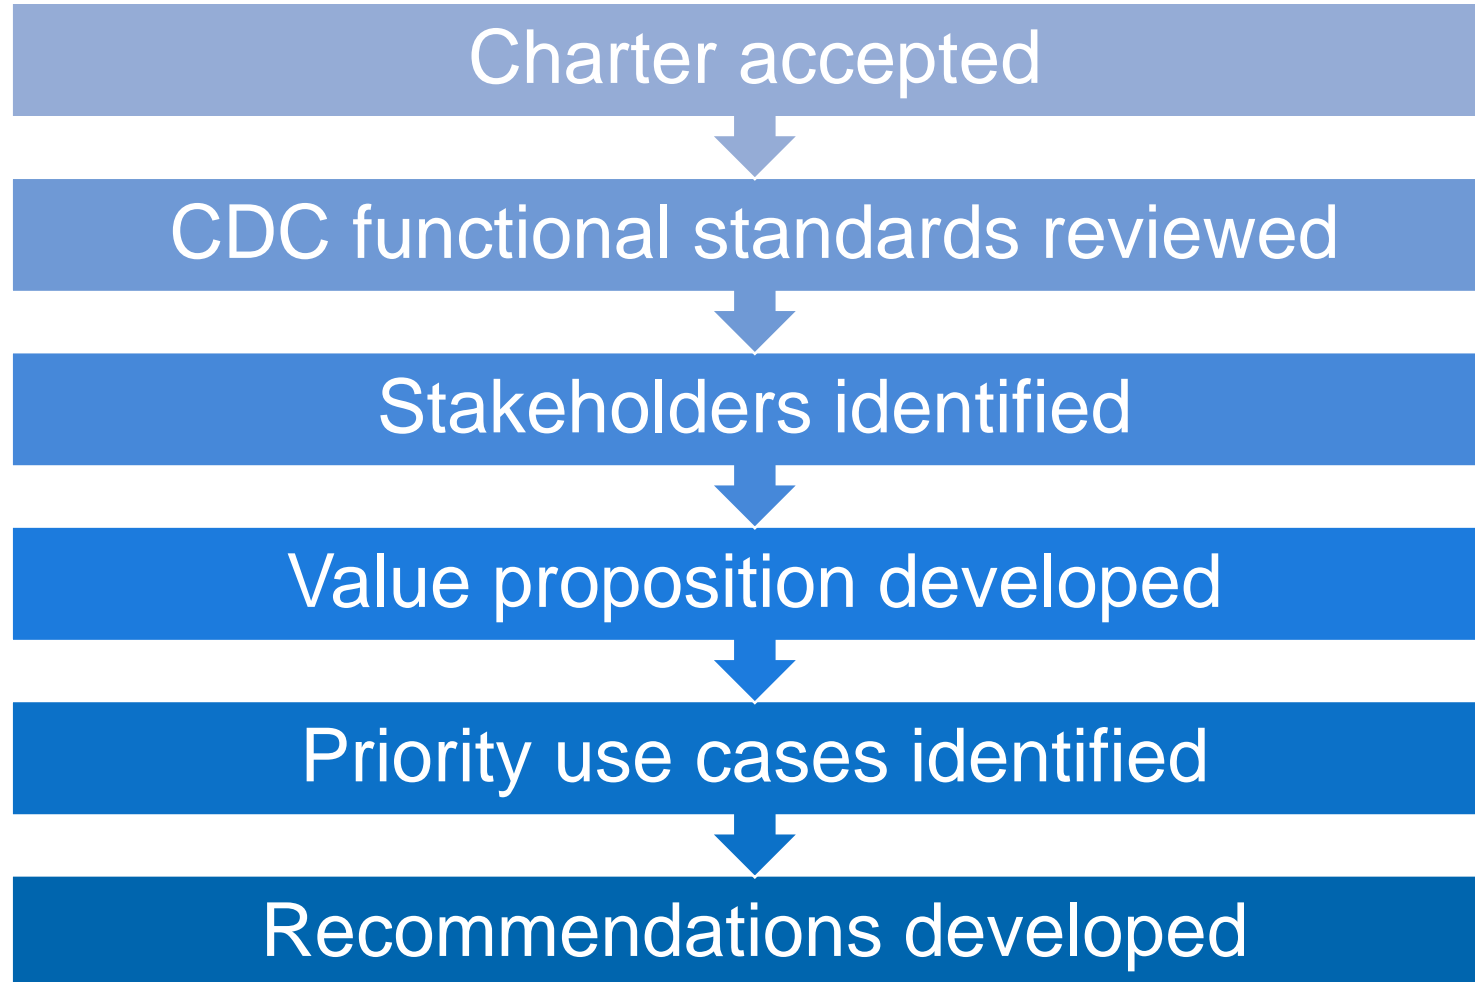 Charter accepted
CDC functional standards reviewed
Stakeholders identified
Value proposition developed
Priority use cases identified
Recommendations developed